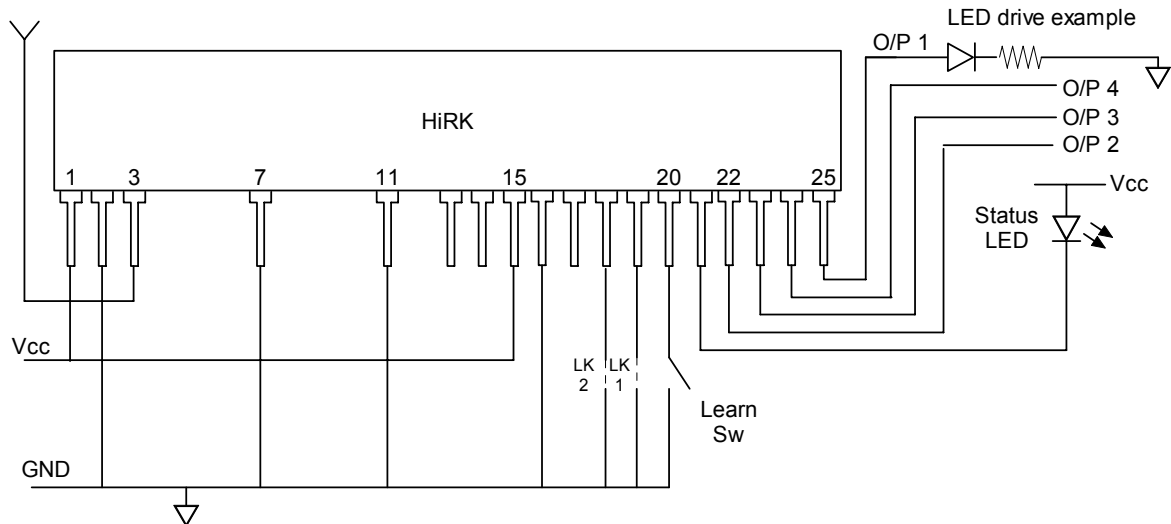 LED drive example
O/P 1
O/P 4
HiRK
O/P 3
O/P 2
1 3 7 11 15 20 22 25
Vcc
Status
LED
Vcc
LK
2
LK
1
Learn
Sw
GND